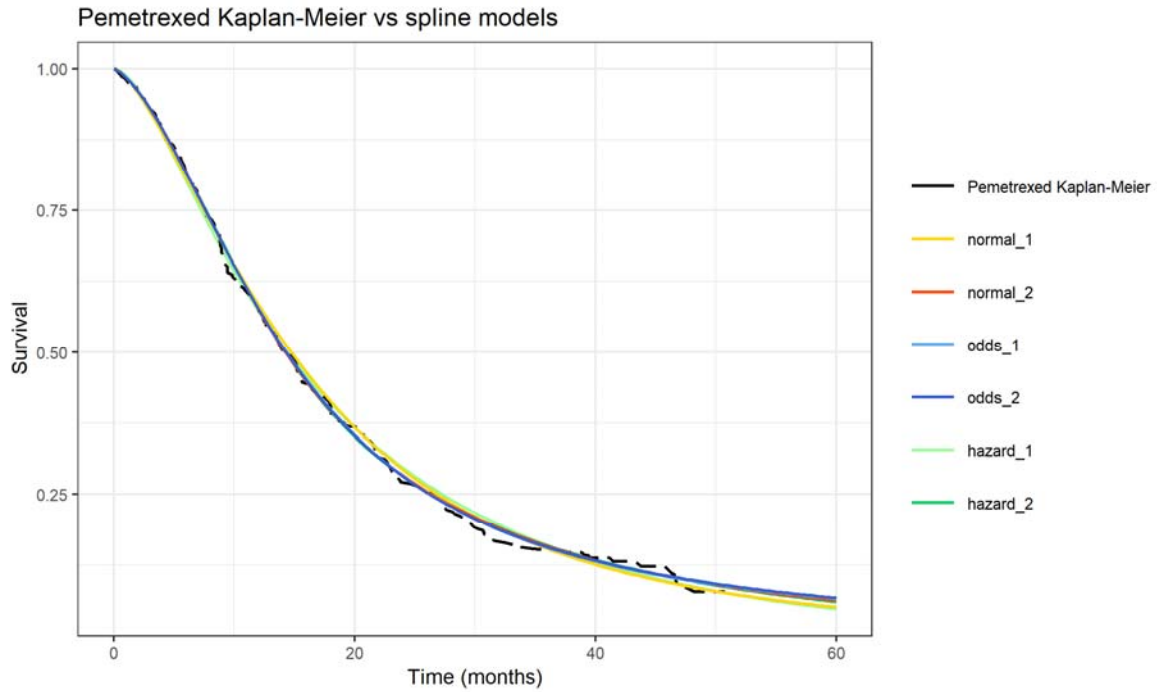 Pemetrexed Kaplan-Meier vs spline models
1.00
0.75
0.50
0.25
Survival
0 20 40 60
Time (months)
Pemetrexed Kaplan-Meier
normal_1
normal_2
odds_1
odds_2
hazard_1
hazard_2